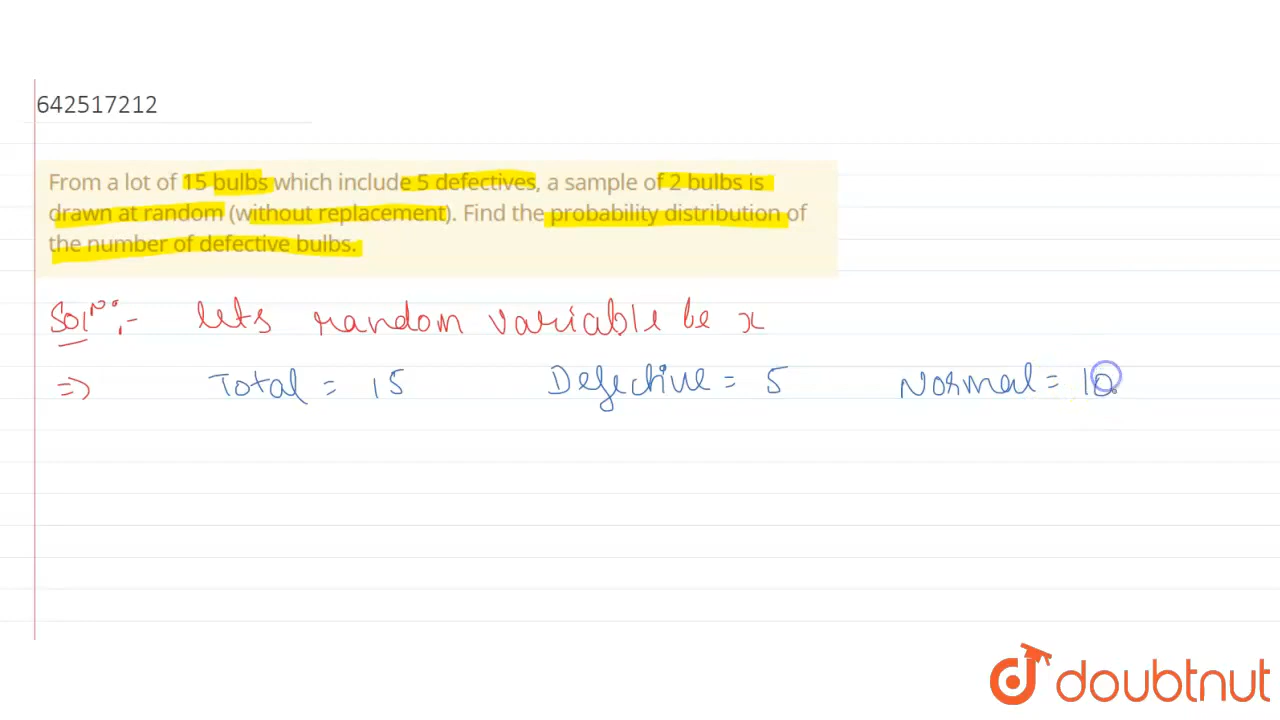 642517212
From a lot of 15 bulbs which include 5 defectives, a sample of 2 bulbs is
drawn at random (without replacement). Find the probability distribution of
the number of defective bulbs.
Solⁿ:- lets random variable be x
=> Total = 15 Defective = 5 Normal = 10
doubtnut